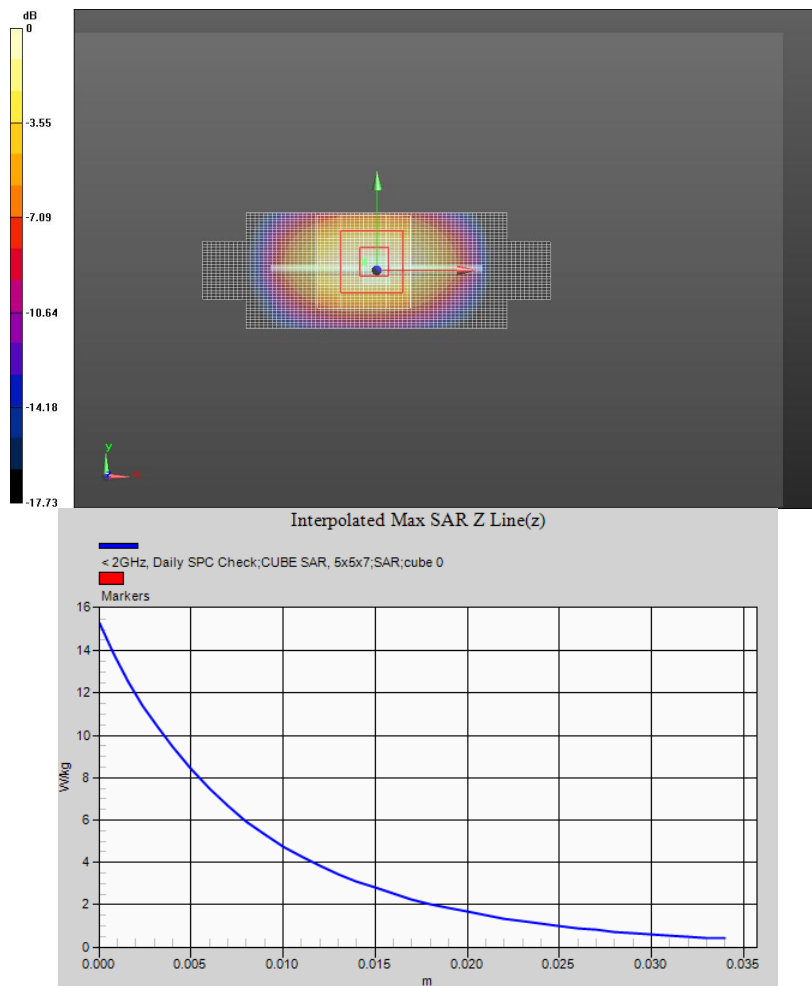 dB
0
-3.55
-7.09
-10.64
-14.18
-17.73
y
Interpolated Max SAR Z Line(z)
< 2GHz, Daily SPC Check;CUBE SAR, 5x5x7;SAR;cube 0
Markers
16
14
12
10
8
6
4
2
0
W/kg
0.000 0.005 0.010 0.015 0.020 0.025 0.030 0.035
m